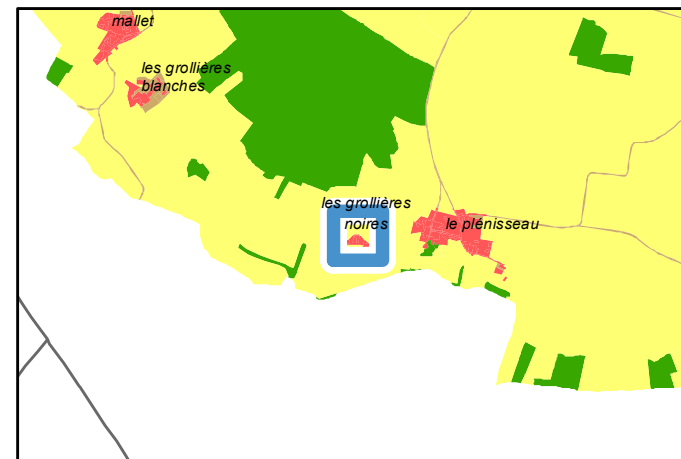 mallet
les grollières
blanches
les grollières
noires
le plénisseau